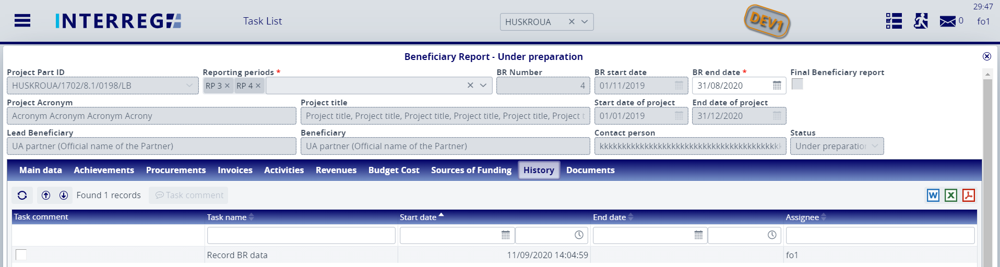 29:47
INTERREG
Task List
HUSKROUA
DEV1
0
fo1
Beneficiary Report - Under preparation
Project Part ID
Reporting periods *
BR Number
BR start date
BR end date *
Final Beneficiary report
HUSKROUA/1702/8.1/0198/LB
RP 3
RP 4
4
01/11/2019
31/08/2020
Project Acronym
Project title
Start date of project
End date of project
Acronym Acronym Acronym Acrony
Project title, Project title, Project title, Project title, Project title, Project t
01/01/2019
31/12/2020
Lead Beneficiary
Beneficiary
Contact person
Status
UA partner (Official name of the Partner)
UA partner (Official name of the Partner)
Under preparation
Main data Achievements Procurements Invoices Activities Revenues Budget Cost Sources of Funding History Documents
Found 1 records
Task comment
Task comment Task name Start date End date Assignee
Record BR data 11/09/2020 14:04:59 fo1